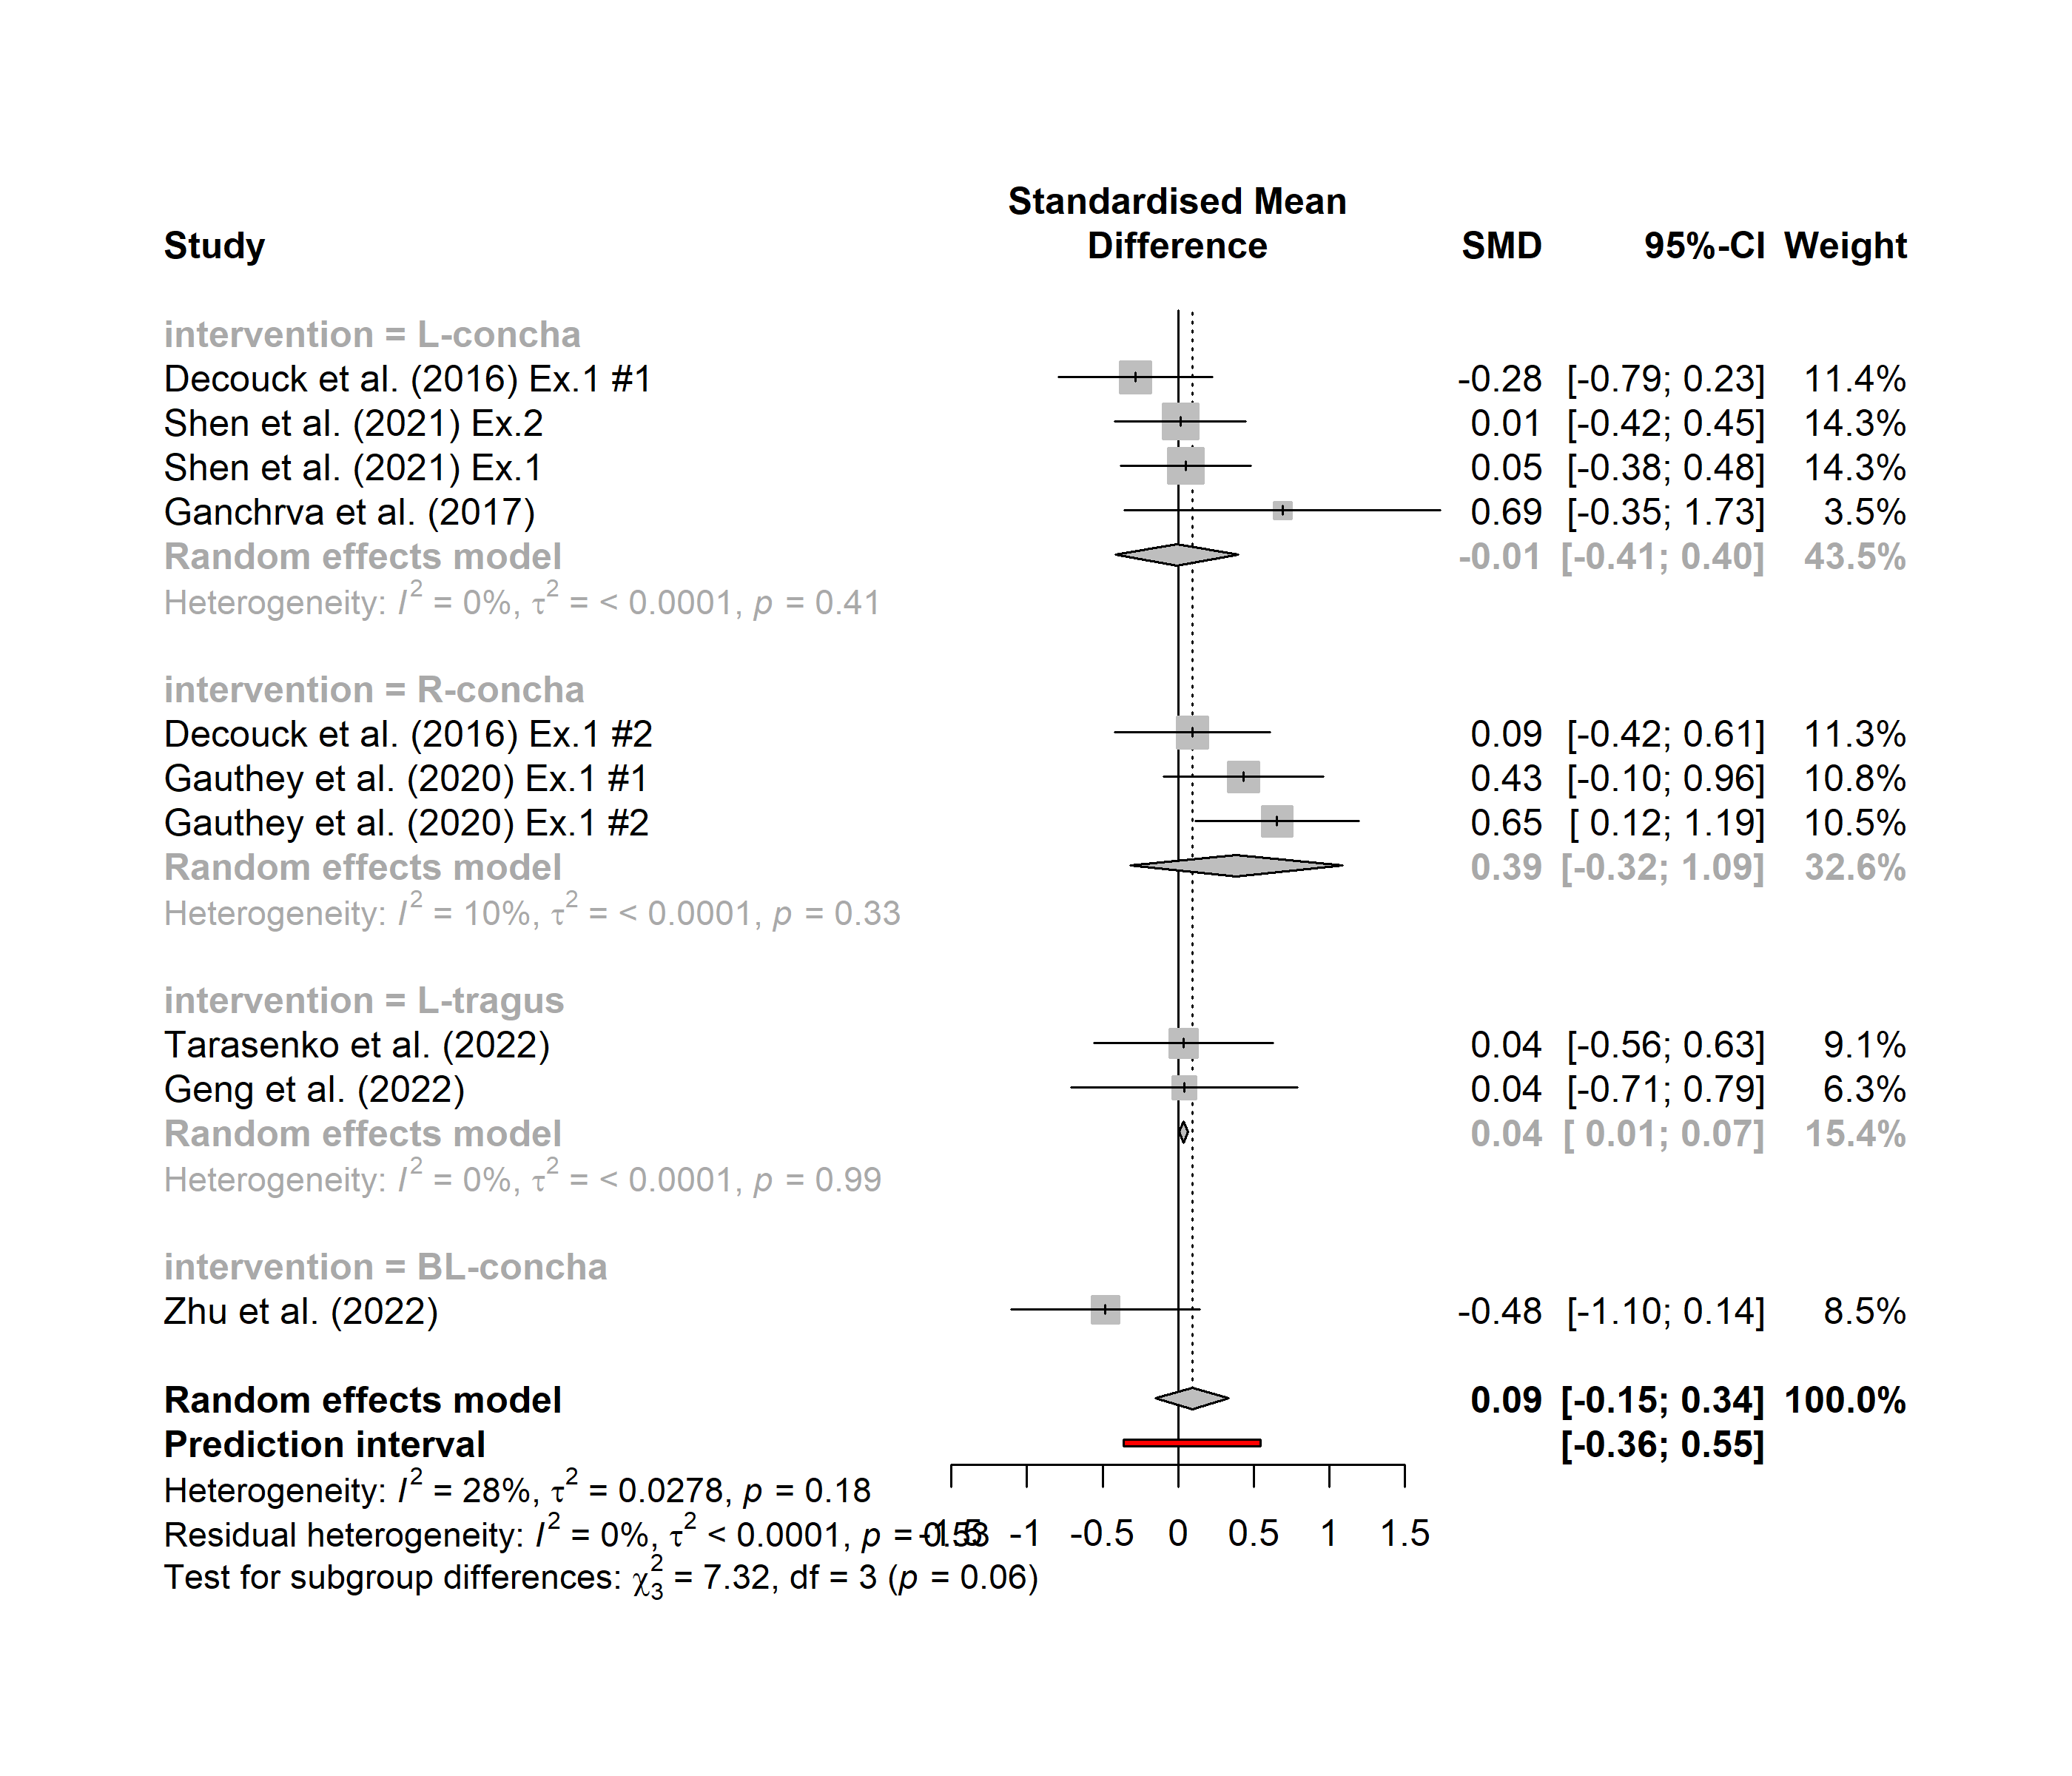 Standardised Mean
Study Difference SMD 95%-CI Weight
intervention = L-concha
Decouck et al. (2016) Ex.1 #1 -0.28 [-0.79; 0.23] 11.4%
Shen et al. (2021) Ex.2 0.01 [-0.42; 0.45] 14.3%
Shen et al. (2021) Ex.1 0.05 [-0.38; 0.48] 14.3%
Ganchrva et al. (2017) 0.69 [-0.35; 1.73] 3.5%
Random effects model -0.01 [-0.41; 0.40] 43.5%
Heterogeneity: I² = 0%, τ² = < 0.0001, p = 0.41
intervention = R-concha
Decouck et al. (2016) Ex.1 #2 0.09 [-0.42; 0.61] 11.3%
Gauthey et al. (2020) Ex.1 #1 0.43 [-0.10; 0.96] 10.8%
Gauthey et al. (2020) Ex.1 #2 0.65 [ 0.12; 1.19] 10.5%
Random effects model 0.39 [-0.32; 1.09] 32.6%
Heterogeneity: I² = 10%, τ² = < 0.0001, p = 0.33
intervention = L-tragus
Tarasenko et al. (2022) 0.04 [-0.56; 0.63] 9.1%
Geng et al. (2022) 0.04 [-0.71; 0.79] 6.3%
Random effects model 0.04 [ 0.01; 0.07] 15.4%
Heterogeneity: I² = 0%, τ² = < 0.0001, p = 0.99
intervention = BL-concha
Zhu et al. (2022) -0.48 [-1.10; 0.14] 8.5%
Random effects model 0.09 [-0.15; 0.34] 100.0%
Prediction interval [-0.36; 0.55]
Heterogeneity: I² = 28%, τ² = 0.0278, p = 0.18
Residual heterogeneity: I² = 0%, τ² < 0.0001, p = 0.53 -1.5 -1 -0.5 0 0.5 1 1.5
Test for subgroup differences: χ²₃ = 7.32, df = 3 (p = 0.06)